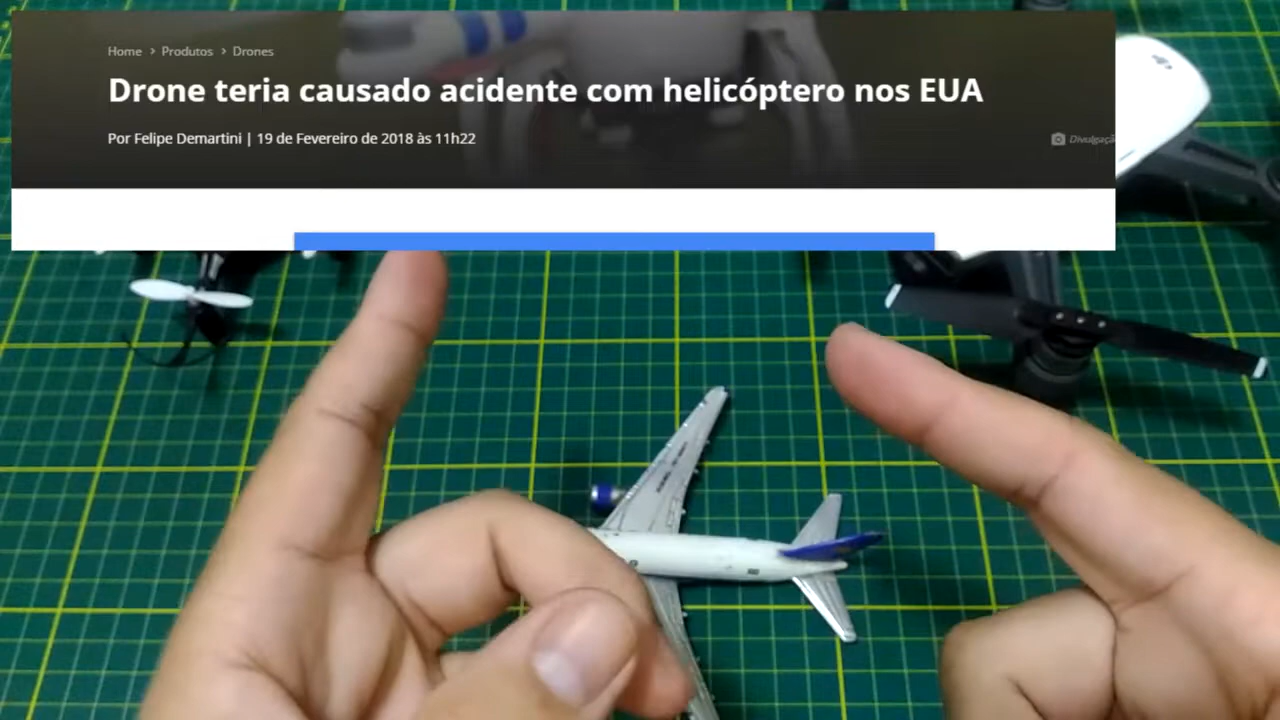 Home > Produtos > Drones
Drone teria causado acidente com helicóptero nos EUA
Por Felipe Demartini | 19 de Fevereiro de 2018 às 11h22